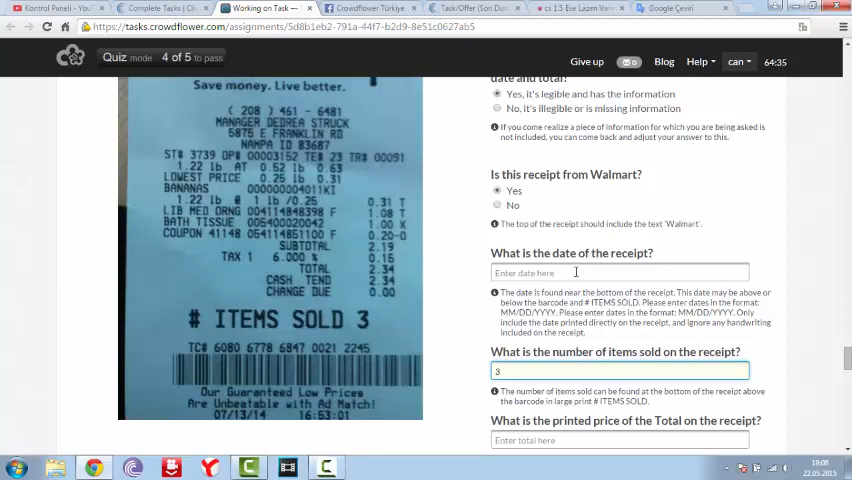 Kontrol Paneli - YouT
Complete Tasks | Ok
Working on Task —
Crowdflower Türkiye
Task/Offer (Son Duru
cs 1.5 Eke Lazım Varmı
Google Çeviri
https://tasks.crowdflower.com/assignments/5d8b1eb2-791a-44f7-b2d9-8e51c0627ab5
Quiz mode 4 of 5 to pass
Give up
0
Blog
Help
can
64:35
Save money. Live better.
( 208 ) 461 - 6481
MANAGER DEDREA STRUCK
5875 E FRANKLIN RD
NAMPA ID 83687
ST# 3739 OP# 00003152 TE# 23 TR# 00091
1.22 lb AT 0.52 lb 0.63
LOWEST PRICE 0.25 lb 0.31
BANANAS 000000004011KI
1.22 lb @ 1 lb /0.25 0.31 T
LIB MED ORNG 004114848398 F 1.08 T
BATH TISSUE 005400020042 1.00 X
COUPON 41148 054114851100 F 0.20-O
SUBTOTAL 2.19
TAX 1 6.000 % 0.15
TOTAL 2.34
CASH TEND 2.34
CHANGE DUE 0.00
# ITEMS SOLD 3
TC# 6080 6778 6847 0021 2245
Our Guaranteed Low Prices
Are Unbeatable with Ad Match!
07/13/14 16:53:01
date and total?
Yes, it's legible and has the information
No, it's illegible or is missing information
If you come realize a piece of information for which you are being asked is
not included, you can come back and adjust your answer to this.
Is this receipt from Walmart?
Yes
No
The top of the receipt should include the text 'Walmart'.
What is the date of the receipt?
Enter date here
The date is found near the bottom of the receipt. This date may be above or
below the barcode and # ITEMS SOLD. Please enter dates in the format:
MM/DD/YYYY. Please enter dates in the format: MM/DD/YYYY. Only
include the date printed directly on the receipt, and ignore any handwriting
included on the receipt.
What is the number of items sold on the receipt?
3
The number of items sold can be found at the bottom of the receipt above
the barcode in large print # ITEMS SOLD.
What is the printed price of the Total on the receipt?
Enter total here
18:08
22.05.2015